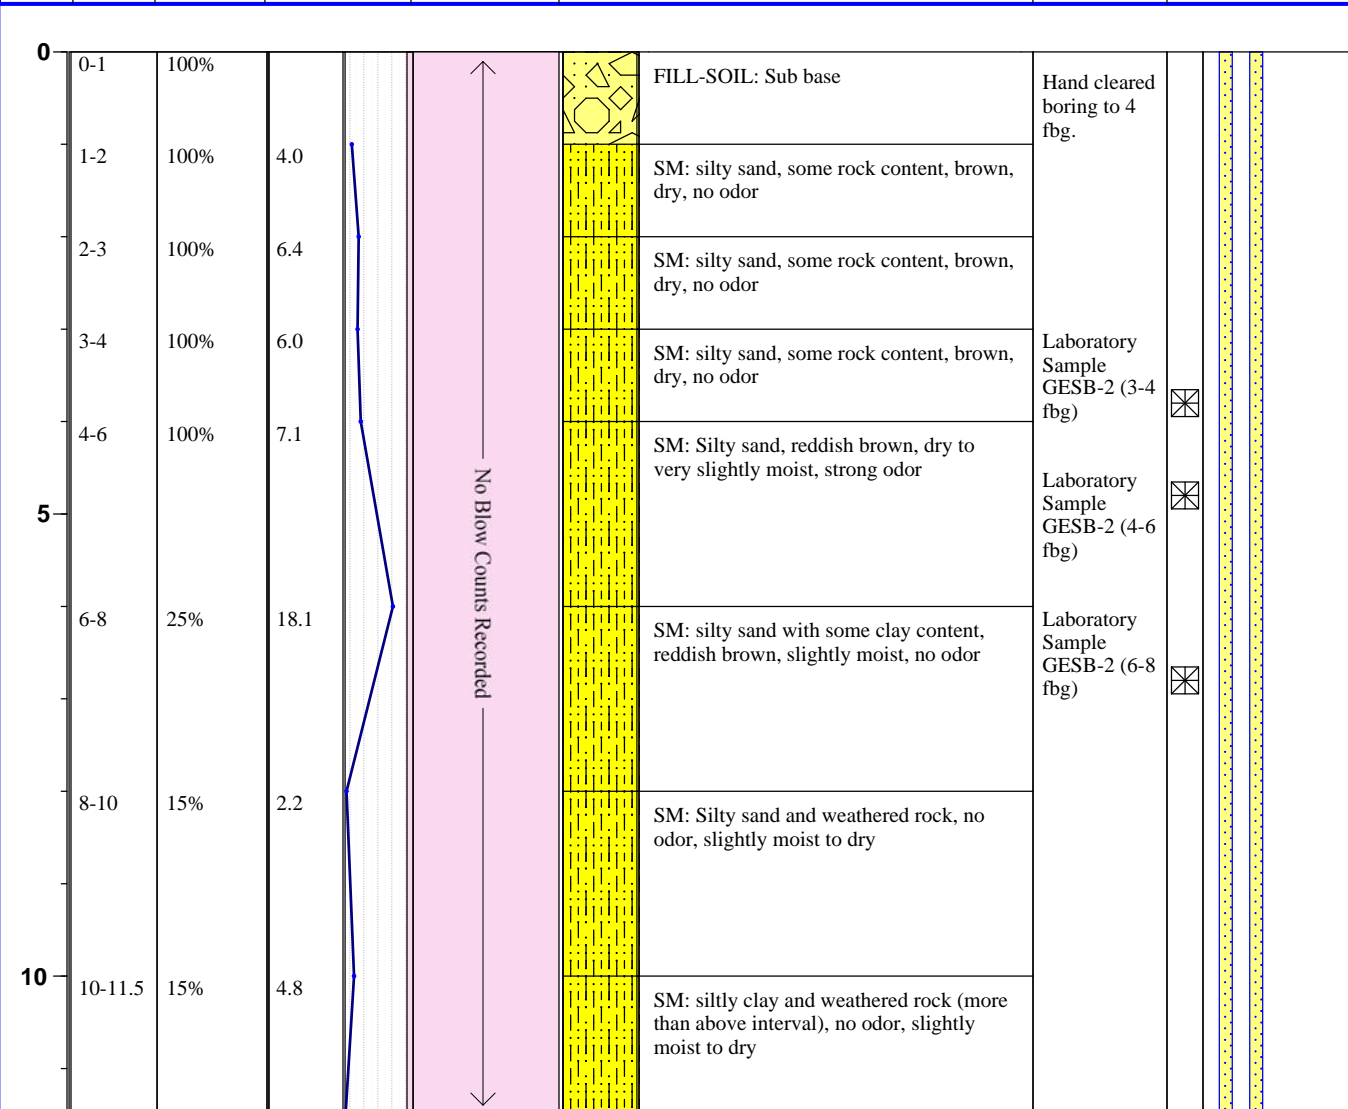 0
0-1
100%
FILL-SOIL: Sub base
Hand cleared
boring to 4
fbg.
1-2
100%
4.0
SM: silty sand, some rock content, brown,
dry, no odor
2-3
100%
6.4
SM: silty sand, some rock content, brown,
dry, no odor
3-4
100%
6.0
SM: silty sand, some rock content, brown,
dry, no odor
Laboratory
Sample
GESB-2 (3-4
fbg)
4-6
100%
7.1
SM: Silty sand, reddish brown, dry to
very slightly moist, strong odor
Laboratory
Sample
GESB-2 (4-6
fbg)
5
No Blow Counts Recorded
6-8
25%
18.1
SM: silty sand with some clay content,
reddish brown, slightly moist, no odor
Laboratory
Sample
GESB-2 (6-8
fbg)
8-10
15%
2.2
SM: Silty sand and weathered rock, no
odor, slightly moist to dry
10
10-11.5
15%
4.8
SM: siltly clay and weathered rock (more
than above interval), no odor, slightly
moist to dry